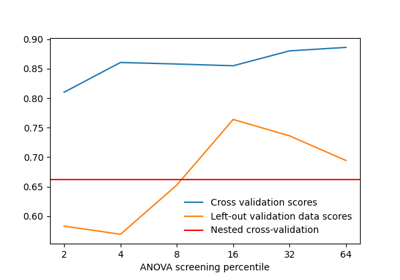 0.90
0.85
0.80
0.75
0.70
0.65
0.60
Cross validation scores
Left-out validation data scores
Nested cross-validation
2 4 8 16 32 64
ANOVA screening percentile